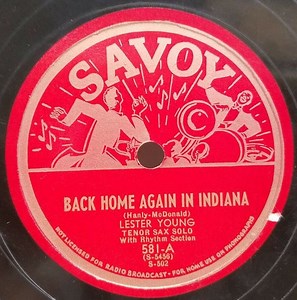 SAVOY
BACK HOME AGAIN IN INDIANA
(Hanly-McDonald)
LESTER YOUNG
TENOR SAX SOLO
With Rhythm Section
581-A
(S-5456)
S-502
NOT LICENSED FOR RADIO BROADCAST - FOR HOME USE ON PHONOGRAPHS